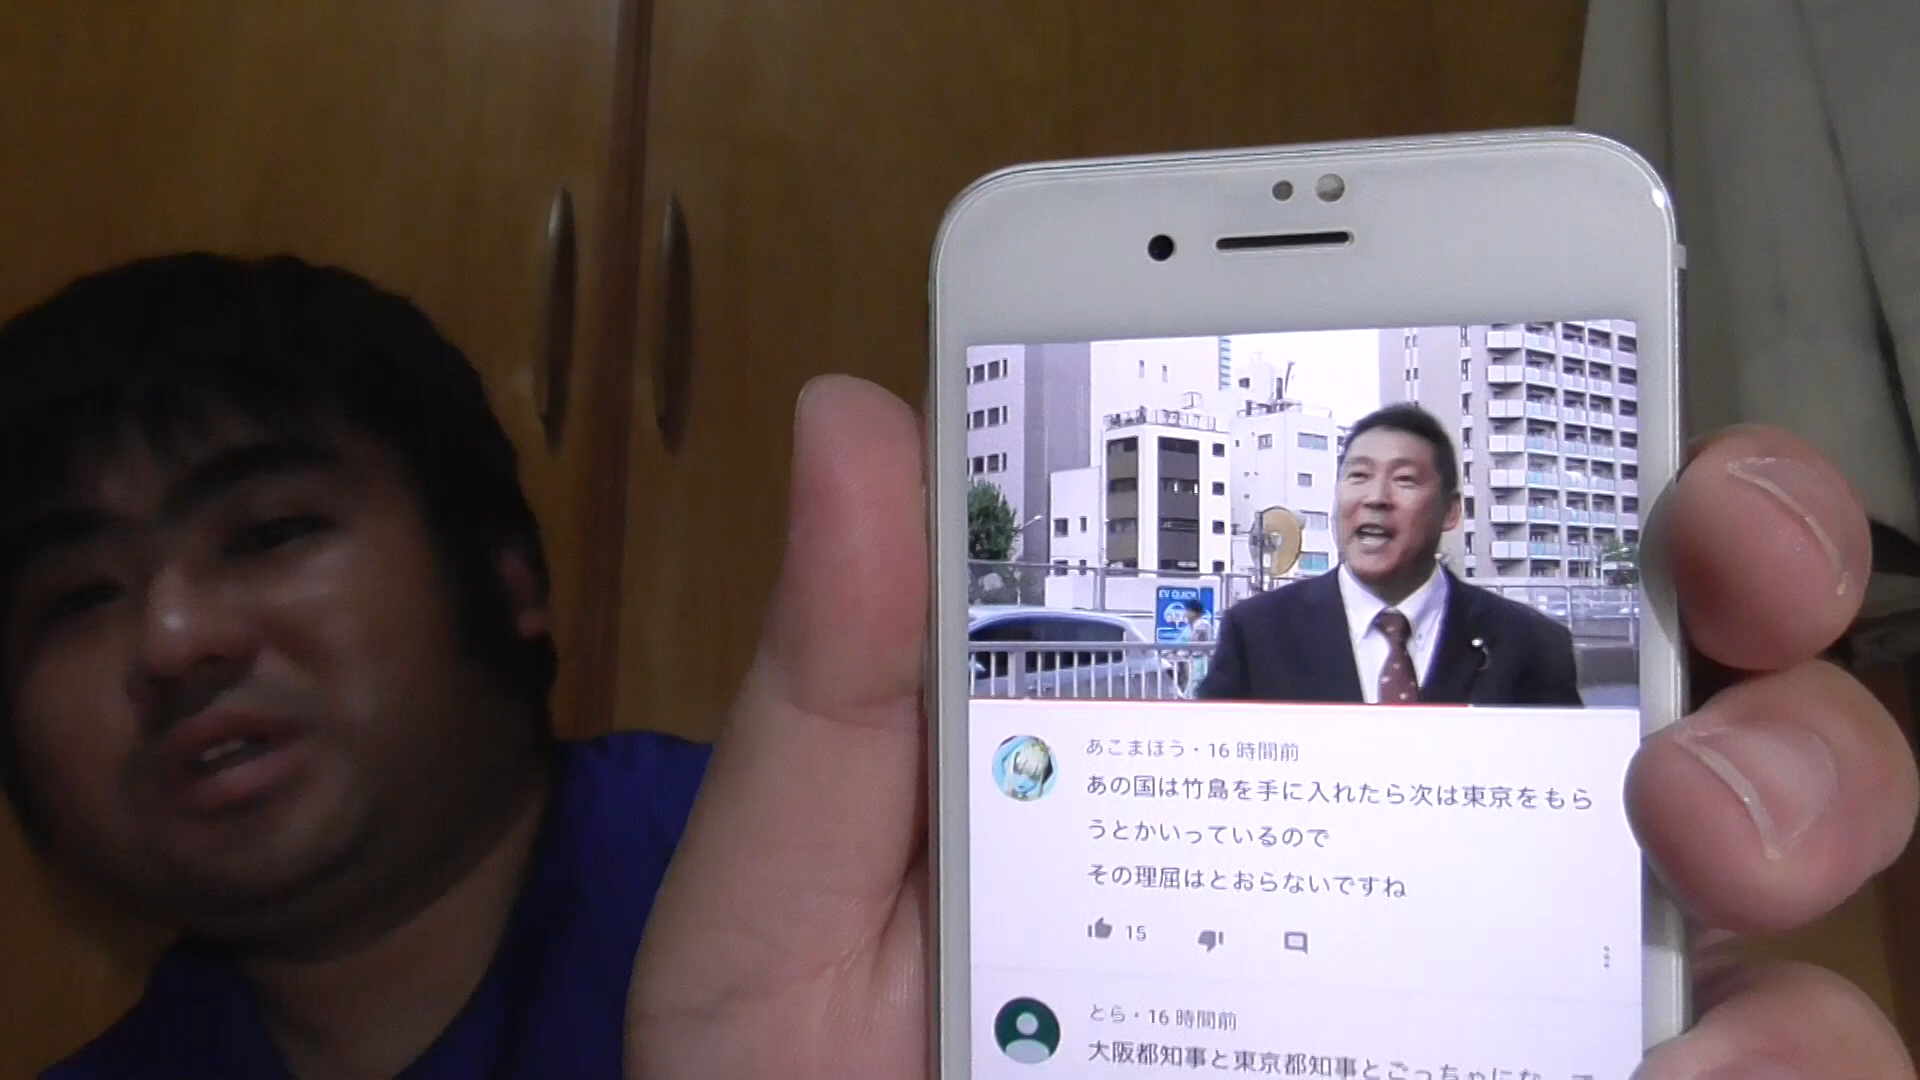 EV QUICK
あこまほう・16 時間前
あの国は竹島を手に入れたら次は東京をもら
うとかいっているので
その理屈はとおらないですね
15
とら・16 時間前
大阪都知事と東京都知事とごっちゃにな